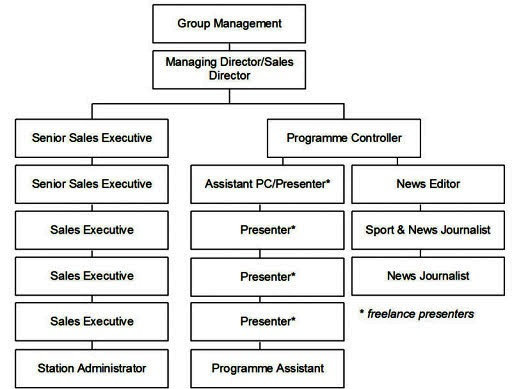 Group Management
Managing Director/Sales
Director
Senior Sales Executive
Programme Controller
Senior Sales Executive
Assistant PC/Presenter*
News Editor
Sales Executive
Presenter*
Sport & News Journalist
Sales Executive
Presenter*
News Journalist
Sales Executive
Presenter*
* freelance presenters
Station Administrator
Programme Assistant